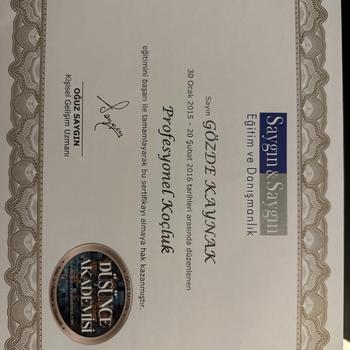 Saygın&Saygın
Eğitim ve Danışmanlık
Sayın GÖZDE KAYNAK
30 Ocak 2015 – 20 Şubat 2016 tarihleri arasında düzenlenen
Profesyonel Koçluk
eğitimini başarı ile tamamlayarak bu sertifikayı almaya hak kazanmıştır.
OĞUZ SAYGIN
Kişisel Gelişim Uzmanı
DÜŞÜNCE
AKADEMİSİ